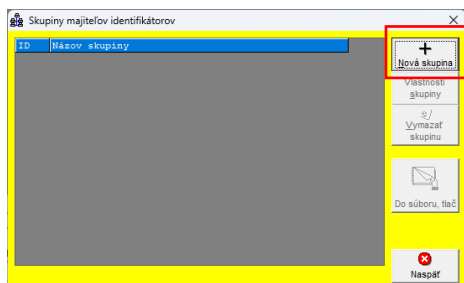 Skupiny majiteľov identifikátorov
ID Názov skupiny
Nová skupina
Vlastnosti
skupiny
Vymazať
skupinu
Do súboru, tlač
Naspäť